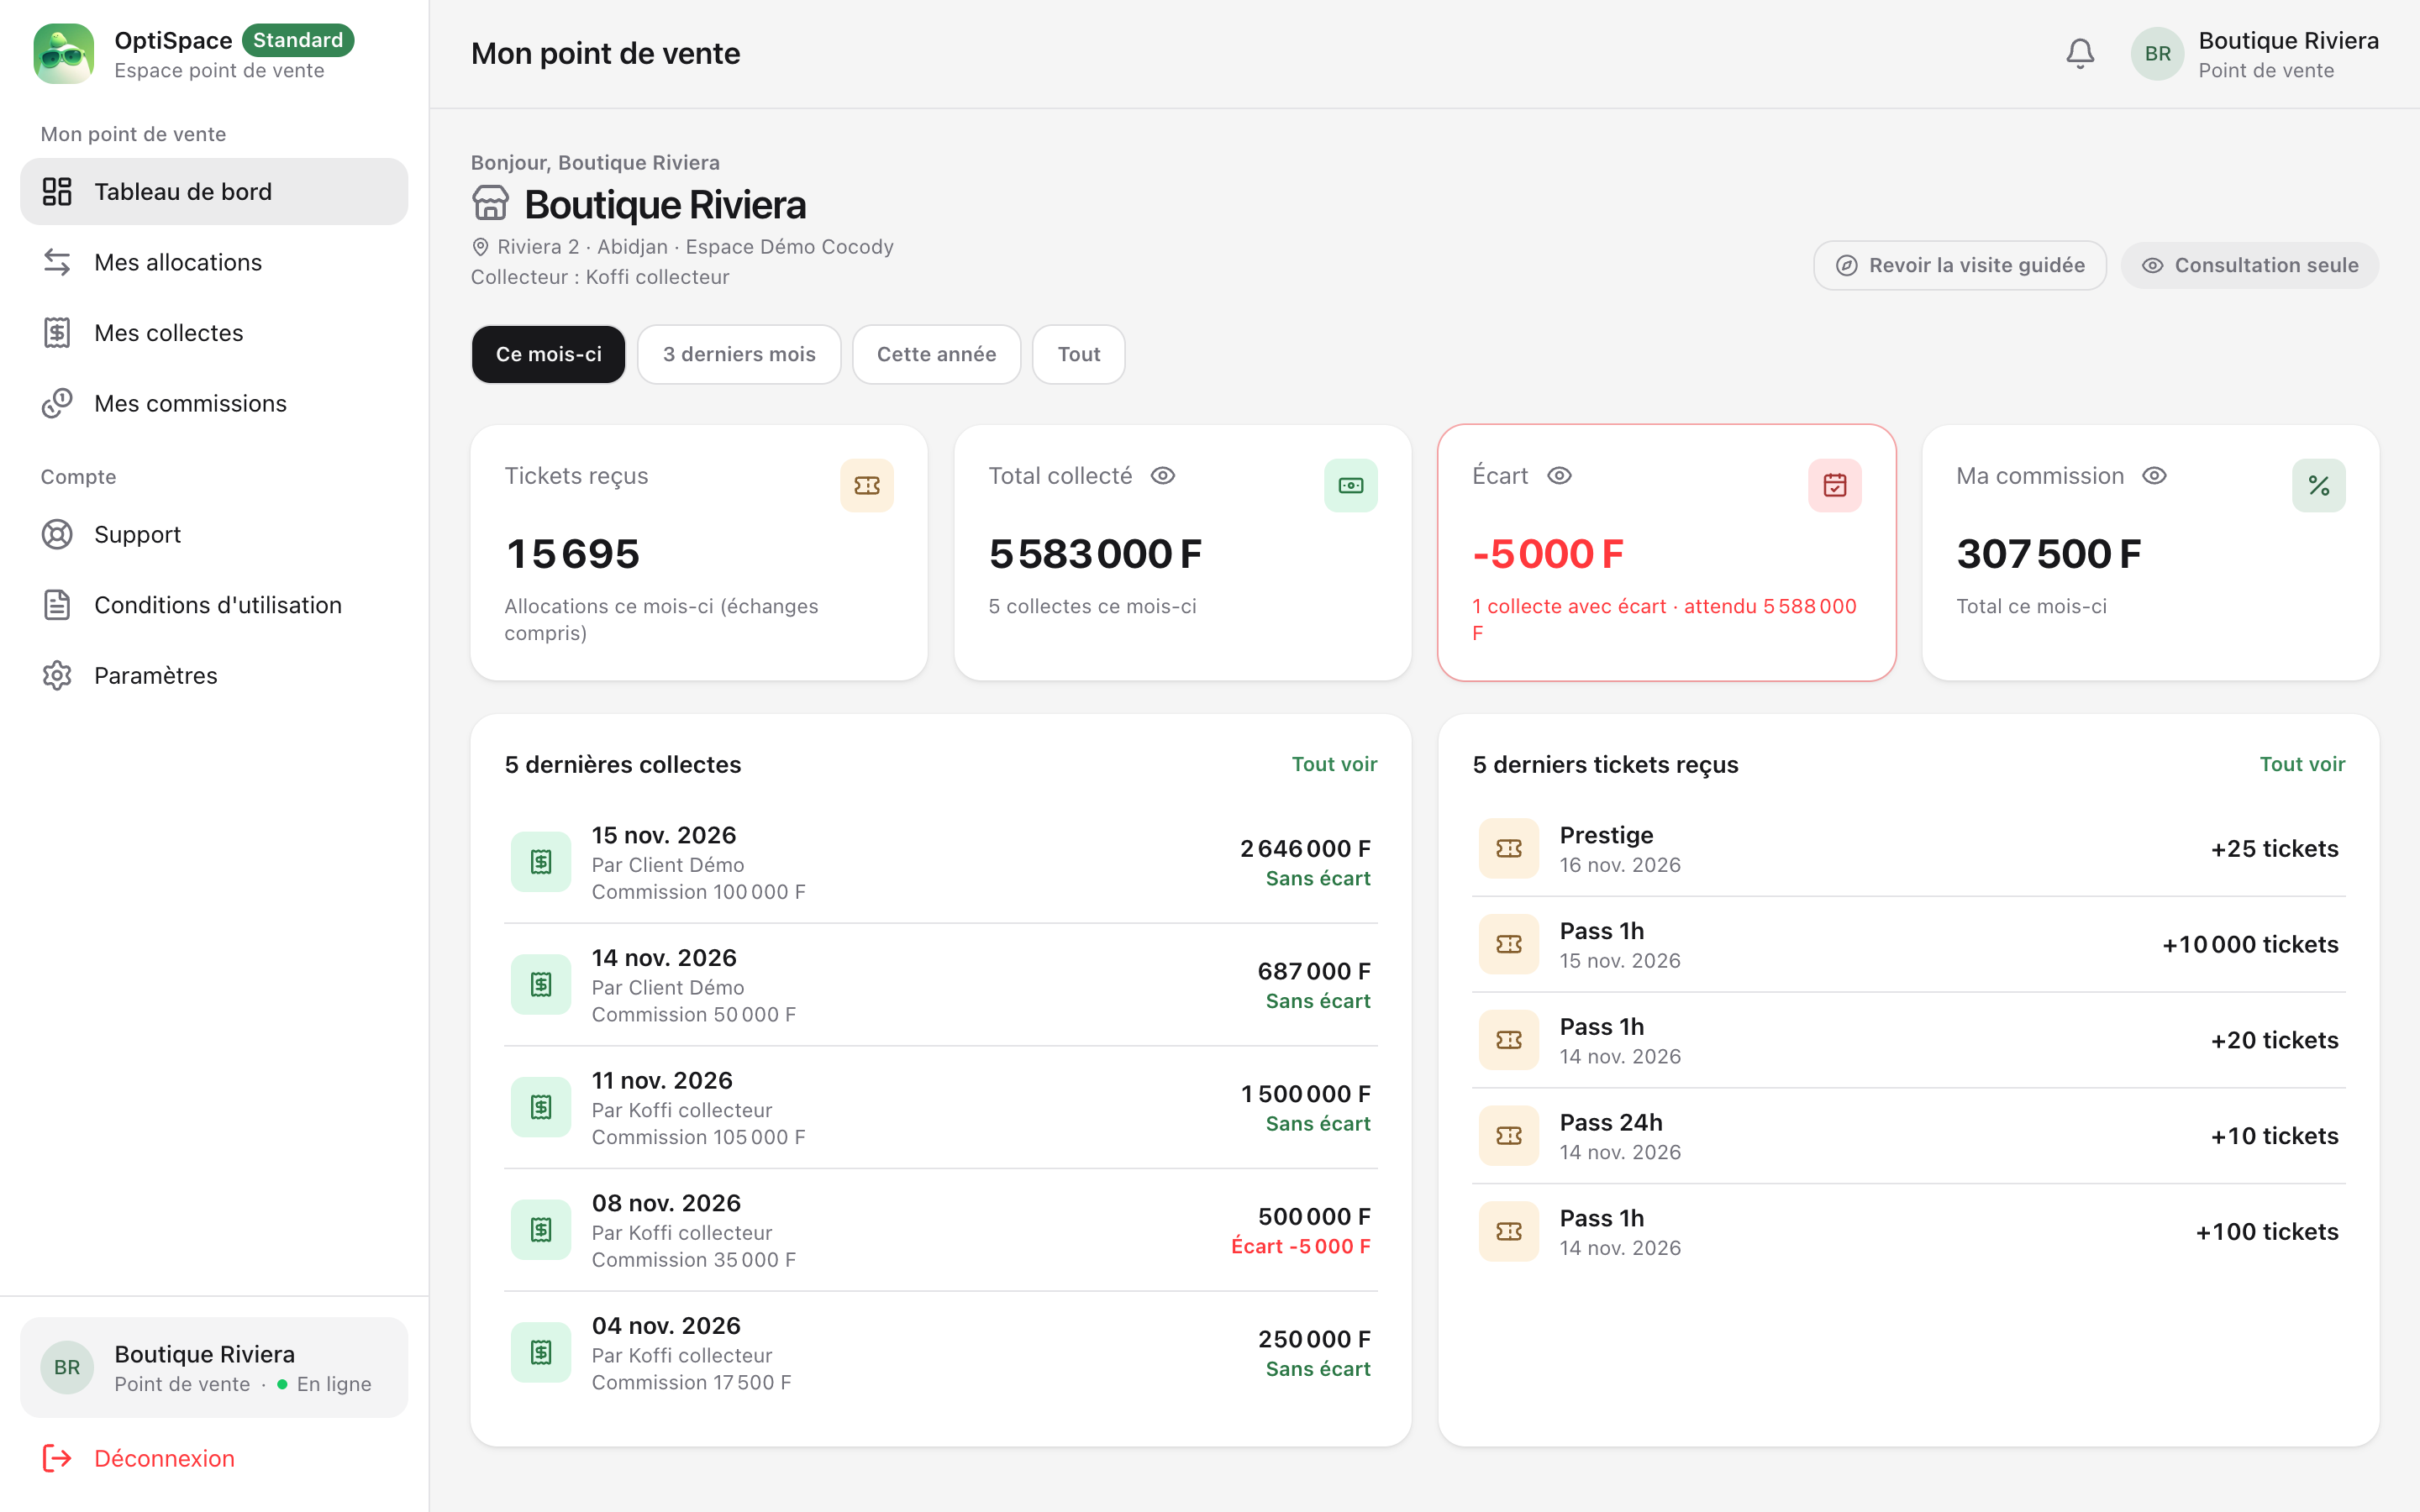 OptiSpace Standard
Espace point de vente
Mon point de vente
Tableau de bord
Mes allocations
Mes collectes
Mes commissions
Compte
Support
Conditions d'utilisation
Paramètres
BR
Boutique Riviera
Point de vente · En ligne
Déconnexion
Mon point de vente
BR
Boutique Riviera
Point de vente
Bonjour, Boutique Riviera
Boutique Riviera
Riviera 2 · Abidjan · Espace Démo Cocody
Collecteur : Koffi collecteur
Revoir la visite guidée
Consultation seule
Ce mois-ci
3 derniers mois
Cette année
Tout
Tickets reçus
15 695
Allocations ce mois-ci (échanges
compris)
Total collecté
5 583 000 F
5 collectes ce mois-ci
Écart
-5 000 F
1 collecte avec écart · attendu 5 588 000
F
Ma commission
307 500 F
Total ce mois-ci
5 dernières collectes
Tout voir
15 nov. 2026
Par Client Démo
Commission 100 000 F
2 646 000 F
Sans écart
14 nov. 2026
Par Client Démo
Commission 50 000 F
687 000 F
Sans écart
11 nov. 2026
Par Koffi collecteur
Commission 105 000 F
1 500 000 F
Sans écart
08 nov. 2026
Par Koffi collecteur
Commission 35 000 F
500 000 F
Écart -5 000 F
04 nov. 2026
Par Koffi collecteur
Commission 17 500 F
250 000 F
Sans écart
5 derniers tickets reçus
Tout voir
Prestige
16 nov. 2026
+25 tickets
Pass 1h
15 nov. 2026
+10 000 tickets
Pass 1h
14 nov. 2026
+20 tickets
Pass 24h
14 nov. 2026
+10 tickets
Pass 1h
14 nov. 2026
+100 tickets